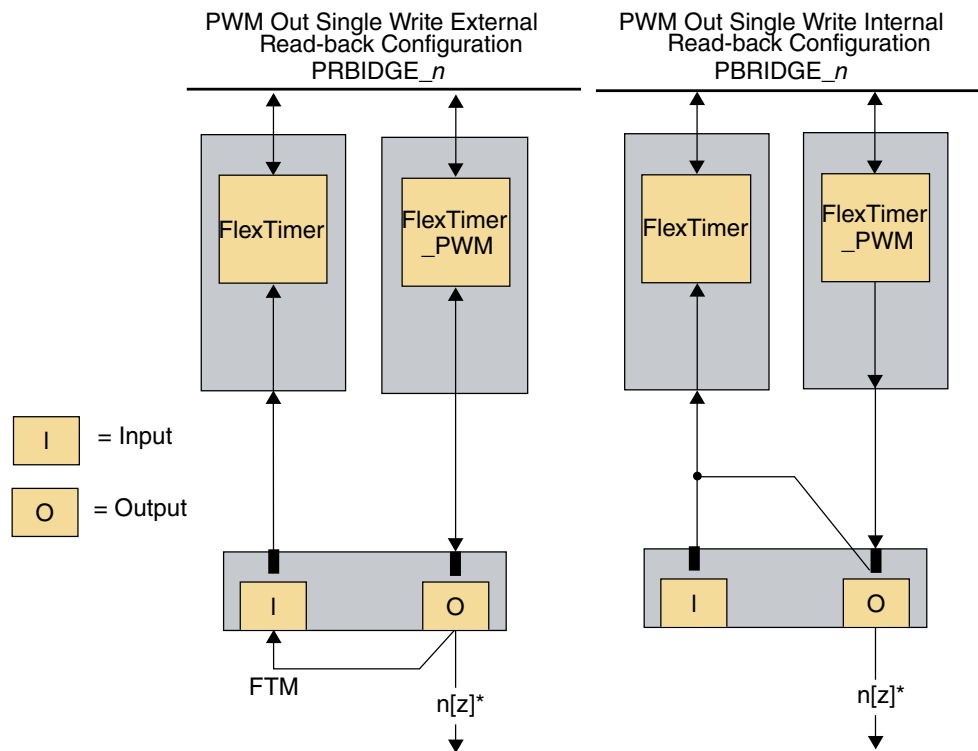 PWM Out Single Write External
Read-back Configuration
PRBIDGE_n
PWM Out Single Write Internal
Read-back Configuration
PBRIDGE_n
FlexTimer
FlexTimer
_PWM
FlexTimer
FlexTimer
_PWM
I = Input
O = Output
I
O
I
O
FTM
n[z]*
n[z]*